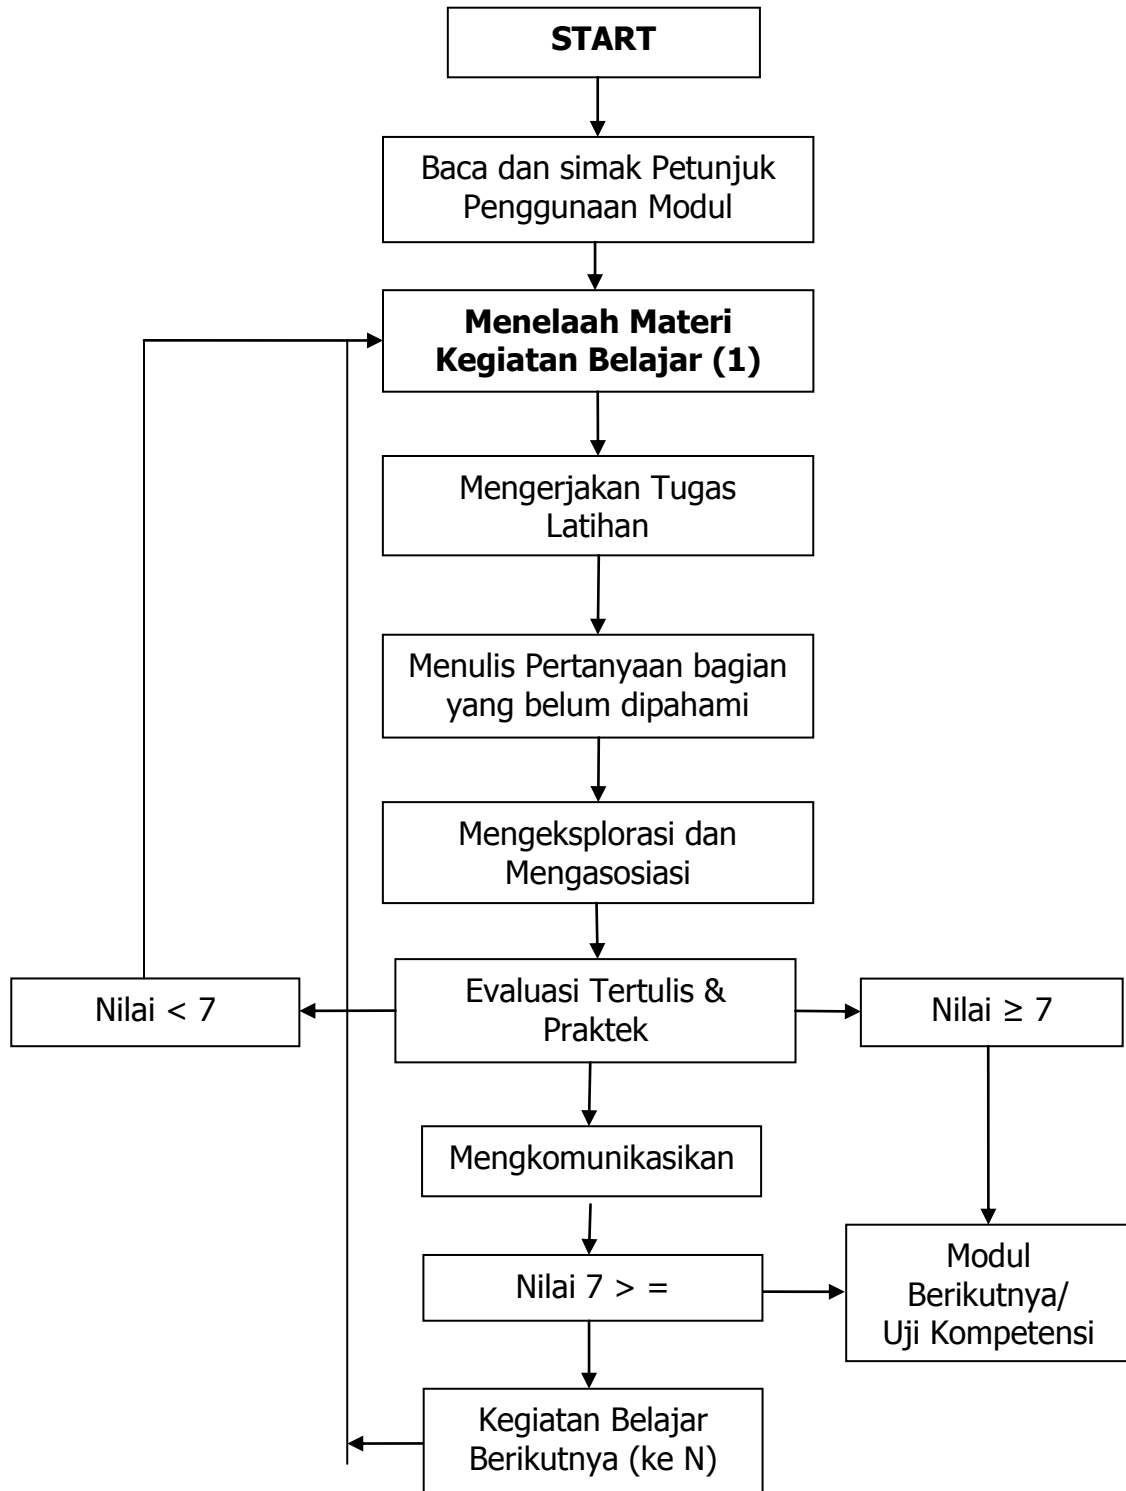 START
Baca dan simak Petunjuk
Penggunaan Modul
Menelaah Materi
Kegiatan Belajar (1)
Mengerjakan Tugas
Latihan
Menulis Pertanyaan bagian
yang belum dipahami
Mengeksplorasi dan
Mengasosiasi
Nilai < 7
Evaluasi Tertulis &
Praktek
Nilai ≥ 7
Mengkomunikasikan
Nilai 7 > =
Modul
Berikutnya/
Uji Kompetensi
Kegiatan Belajar
Berikutnya (ke N)